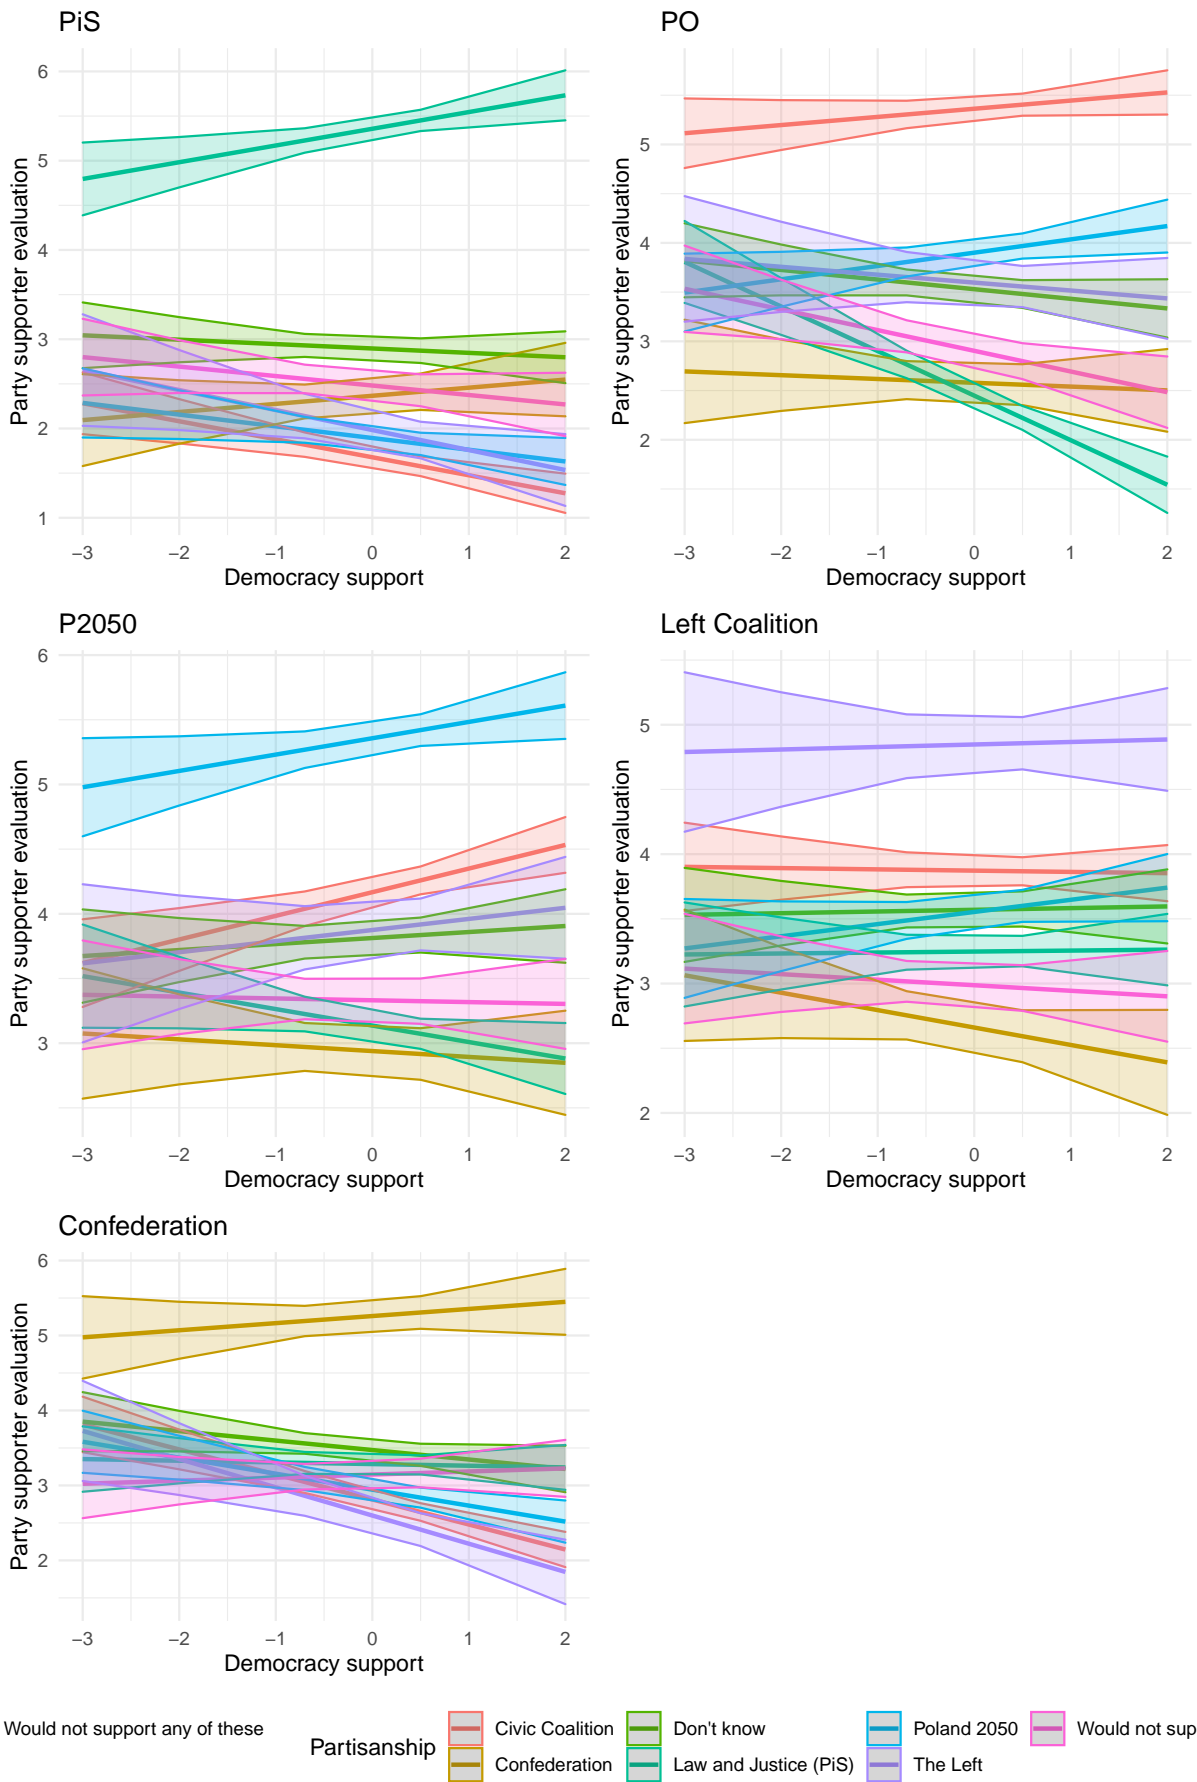 PiS
PO
6
5
4
3
2
1
Party supporter evaluation
−3 −2 −1 0 1 2
Democracy support
5
4
3
2
Party supporter evaluation
−3 −2 −1 0 1 2
Democracy support
P2050
Left Coalition
6
5
4
3
Party supporter evaluation
−3 −2 −1 0 1 2
Democracy support
5
4
3
2
Party supporter evaluation
−3 −2 −1 0 1 2
Democracy support
Confederation
6
5
4
3
2
Party supporter evaluation
−3 −2 −1 0 1 2
Democracy support
Would not support any of these
Partisanship
Civic Coalition
Confederation
Don't know
Law and Justice (PiS)
Poland 2050
The Left
Would not sup